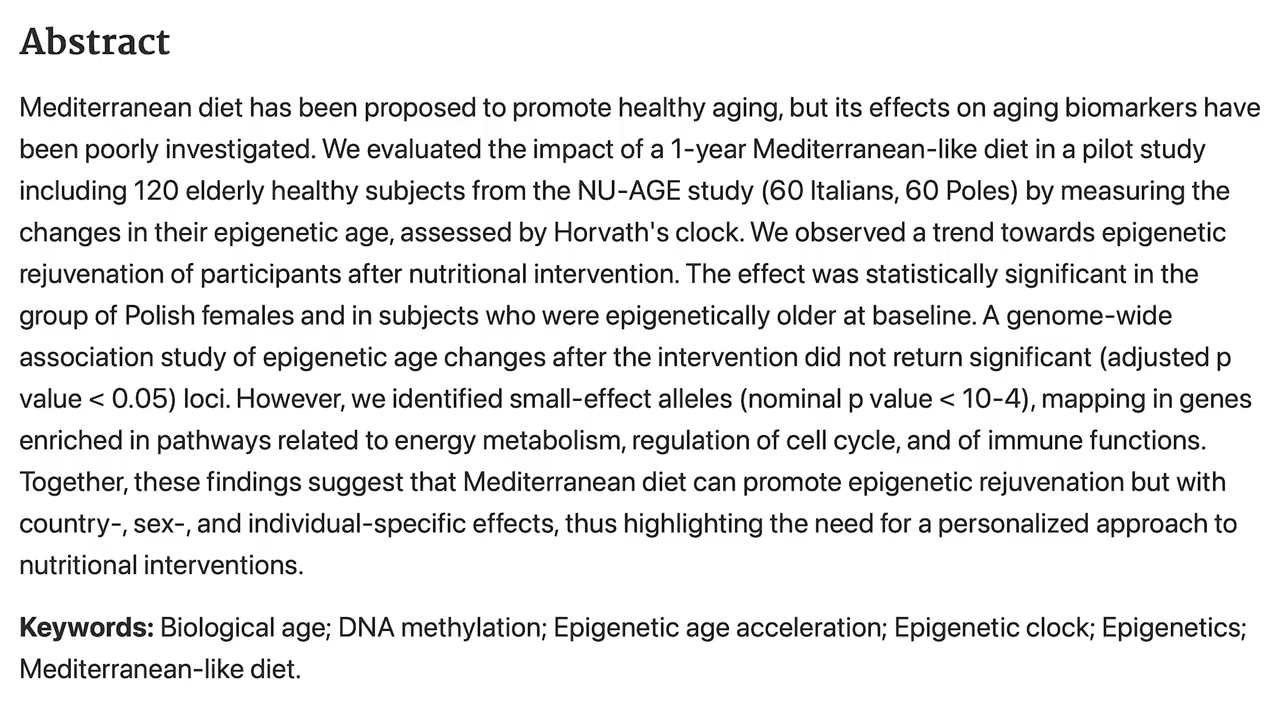 Abstract
Mediterranean diet has been proposed to promote healthy aging, but its effects on aging biomarkers have
been poorly investigated. We evaluated the impact of a 1-year Mediterranean-like diet in a pilot study
including 120 elderly healthy subjects from the NU-AGE study (60 Italians, 60 Poles) by measuring the
changes in their epigenetic age, assessed by Horvath's clock. We observed a trend towards epigenetic
rejuvenation of participants after nutritional intervention. The effect was statistically significant in the
group of Polish females and in subjects who were epigenetically older at baseline. A genome-wide
association study of epigenetic age changes after the intervention did not return significant (adjusted p
value < 0.05) loci. However, we identified small-effect alleles (nominal p value < 10-4), mapping in genes
enriched in pathways related to energy metabolism, regulation of cell cycle, and of immune functions.
Together, these findings suggest that Mediterranean diet can promote epigenetic rejuvenation but with
country-, sex-, and individual-specific effects, thus highlighting the need for a personalized approach to
nutritional interventions.
Keywords: Biological age; DNA methylation; Epigenetic age acceleration; Epigenetic clock; Epigenetics;
Mediterranean-like diet.